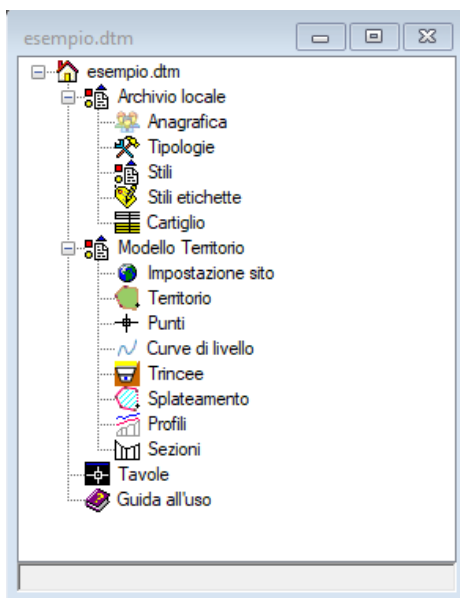 esempio.dtm
esempio.dtm
Archivio locale
Anagrafica
Tipologie
Stili
Stili etichette
Cartiglio
Modello Territorio
Impostazione sito
Territorio
Punti
Curve di livello
Trincee
Splateamento
Profili
Sezioni
Tavole
Guida all'uso